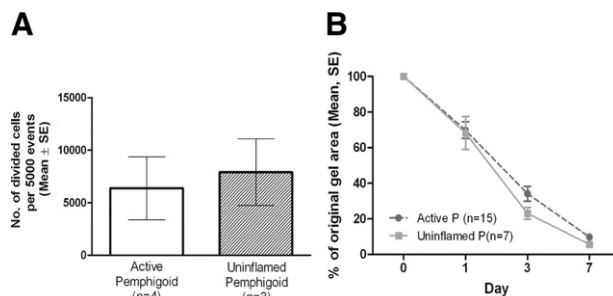 A
No. of divided cells
per 5000 events
(Mean ± SE)
15000
10000
5000
0
Active
Pemphigoid
(n=4)
Uninflamed
Pemphigoid
B
% of original gel area (Mean, SE)
100
80
60
40
20
0
Active P (n=15)
Uninflamed P(n=7)
0
1
3
7
Day